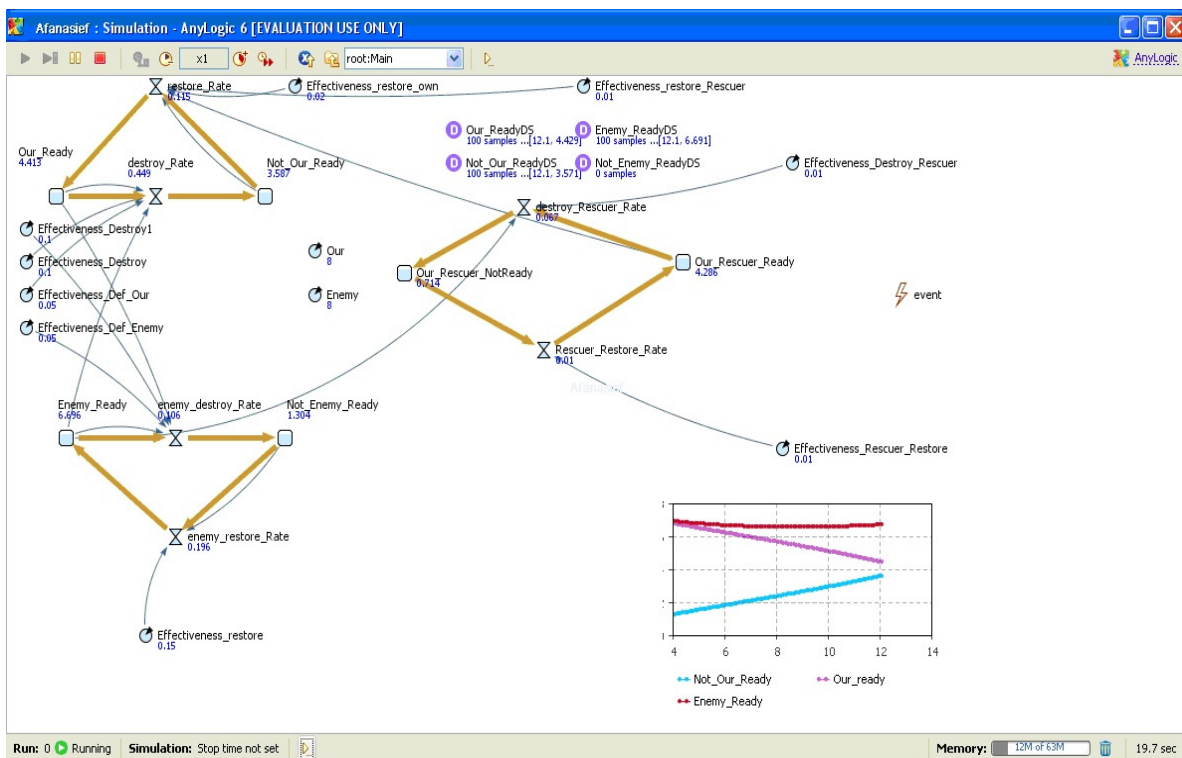 Afanasief : Simulation - AnyLogic 6 [EVALUATION USE ONLY]
x1
root:Main
AnyLogic
restore_Rate
0.115
Effectiveness_restore_own
0.02
Effectiveness_restore_Rescuer
0.01
Our_ReadyDS
100 samples ...[12.1, 4.429]
Enemy_ReadyDS
100 samples ...[12.1, 6.691]
Our_Ready
4.413
destroy_Rate
0.449
Not_Our_Ready
3.587
Not_Our_ReadyDS
100 samples ...[12.1, 3.571]
Not_Enemy_ReadyDS
0 samples
Effectiveness_Destroy_Rescuer
0.01
destroy_Rescuer_Rate
0.067
Effectiveness_Destroy1
0.1
Our
8
Effectiveness_Destroy
0.1
Our_Rescuer_NotReady
0.714
Our_Rescuer_Ready
4.286
Effectiveness_Def_Our
0.05
Enemy
8
event
Effectiveness_Def_Enemy
0.05
Rescuer_Restore_Rate
0.01
Afanasief
Enemy_Ready
6.696
enemy_destroy_Rate
0.106
Not_Enemy_Ready
1.304
Effectiveness_Rescuer_Restore
0.01
enemy_restore_Rate
0.196
Effectiveness_restore
0.15
4 6 8 10 12 14
Not_Our_Ready Our_ready
Enemy_Ready
Run: 0 Running Simulation: Stop time not set Memory: 12M of 63M 19.7 sec